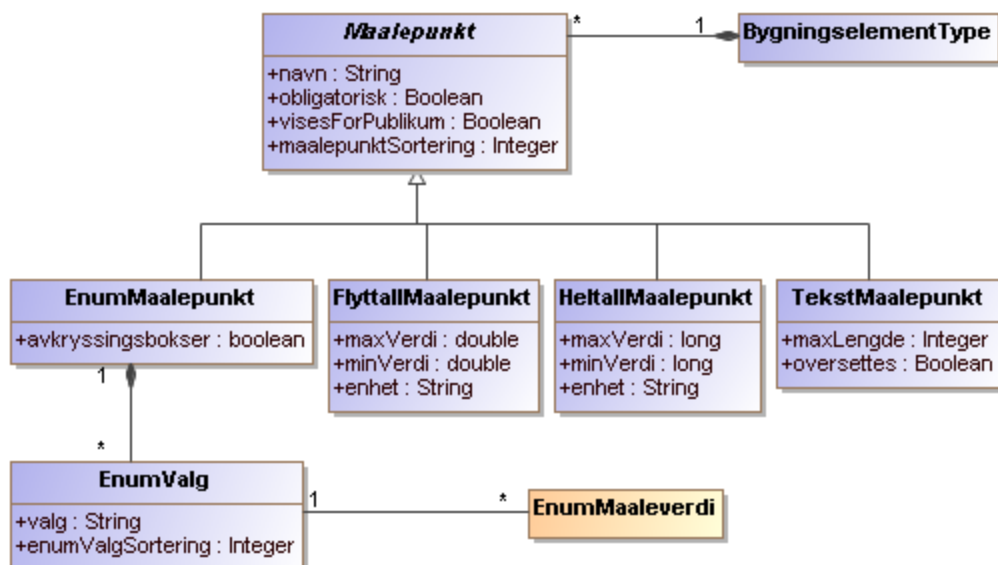 Maalepunkt
+navn : String
+obligatorisk : Boolean
+visesForPublikum : Boolean
+maalepunktSortering : Integer
*
1
BygningselementType
EnumMaalepunkt
+avkryssingsbokser : boolean
FlyttallMaalepunkt
+maxVerdi : double
+minVerdi : double
+enhet : String
HeltallMaalepunkt
+maxVerdi : long
+minVerdi : long
+enhet : String
TekstMaalepunkt
+maxLengde : Integer
+oversettes : Boolean
1
*
EnumValg
+valg : String
+enumValgSortering : Integer
1
*
EnumMaaleverdi